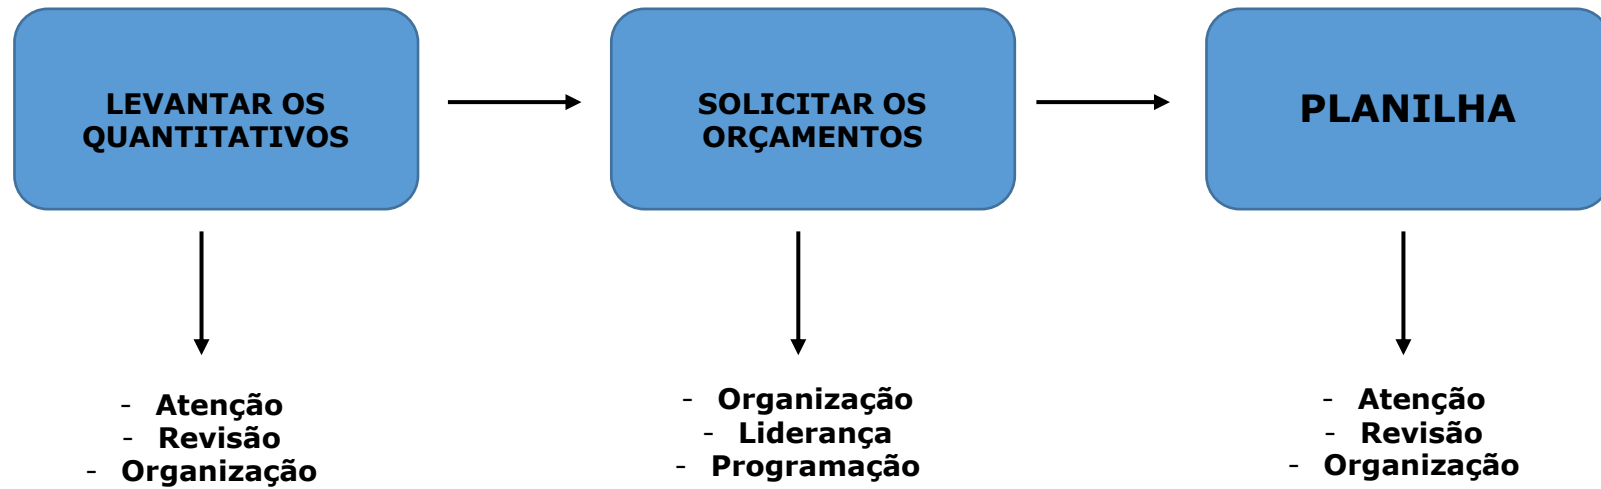 LEVANTAR OS
QUANTITATIVOS
SOLICITAR OS
ORÇAMENTOS
PLANILHA
- Atenção
- Revisão
- Organização
- Organização
- Liderança
- Programação
- Atenção
- Revisão
- Organização